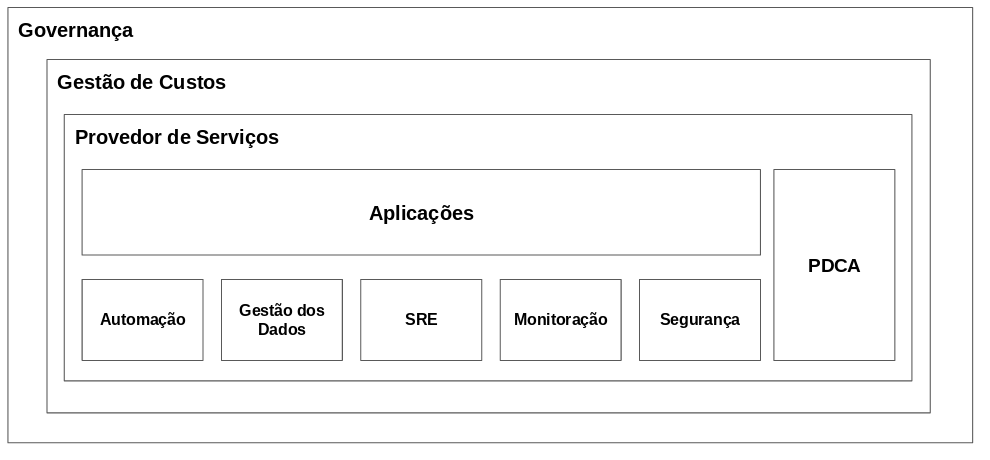 Governança
Gestão de Custos
Provedor de Serviços
Aplicações
PDCA
Automação
Gestão dos
Dados
SRE
Monitoração
Segurança